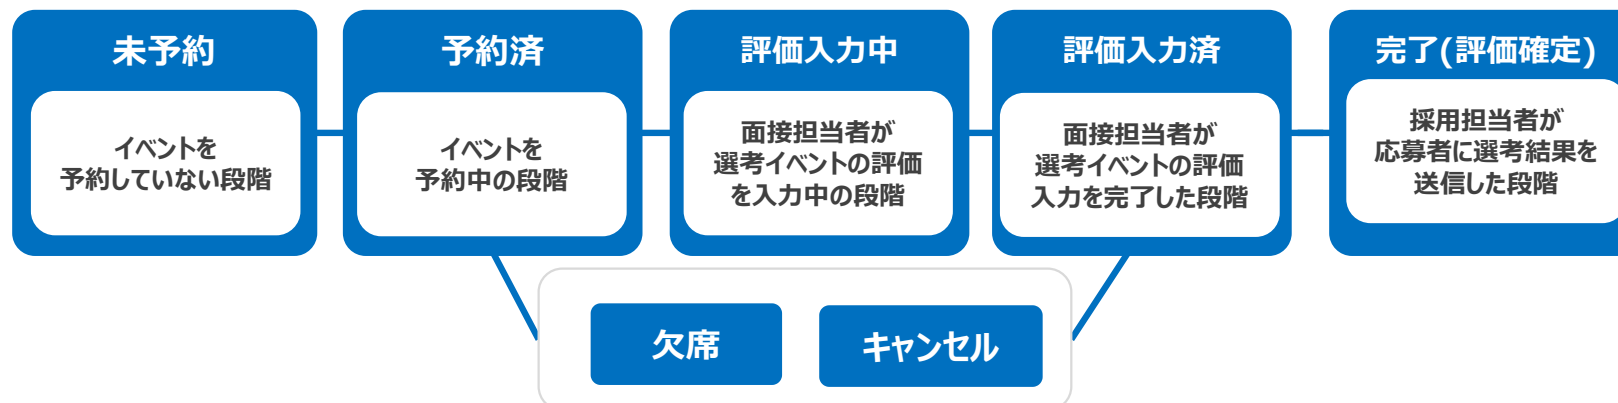 未予約
イベントを
予約していない段階
予約済
イベントを
予約中の段階
評価入力中
面接担当者が
選考イベントの評価
を入力中の段階
評価入力済
面接担当者が
選考イベントの評価
入力を完了した段階
完了(評価確定)
採用担当者が
応募者に選考結果を
送信した段階
欠席
キャンセル